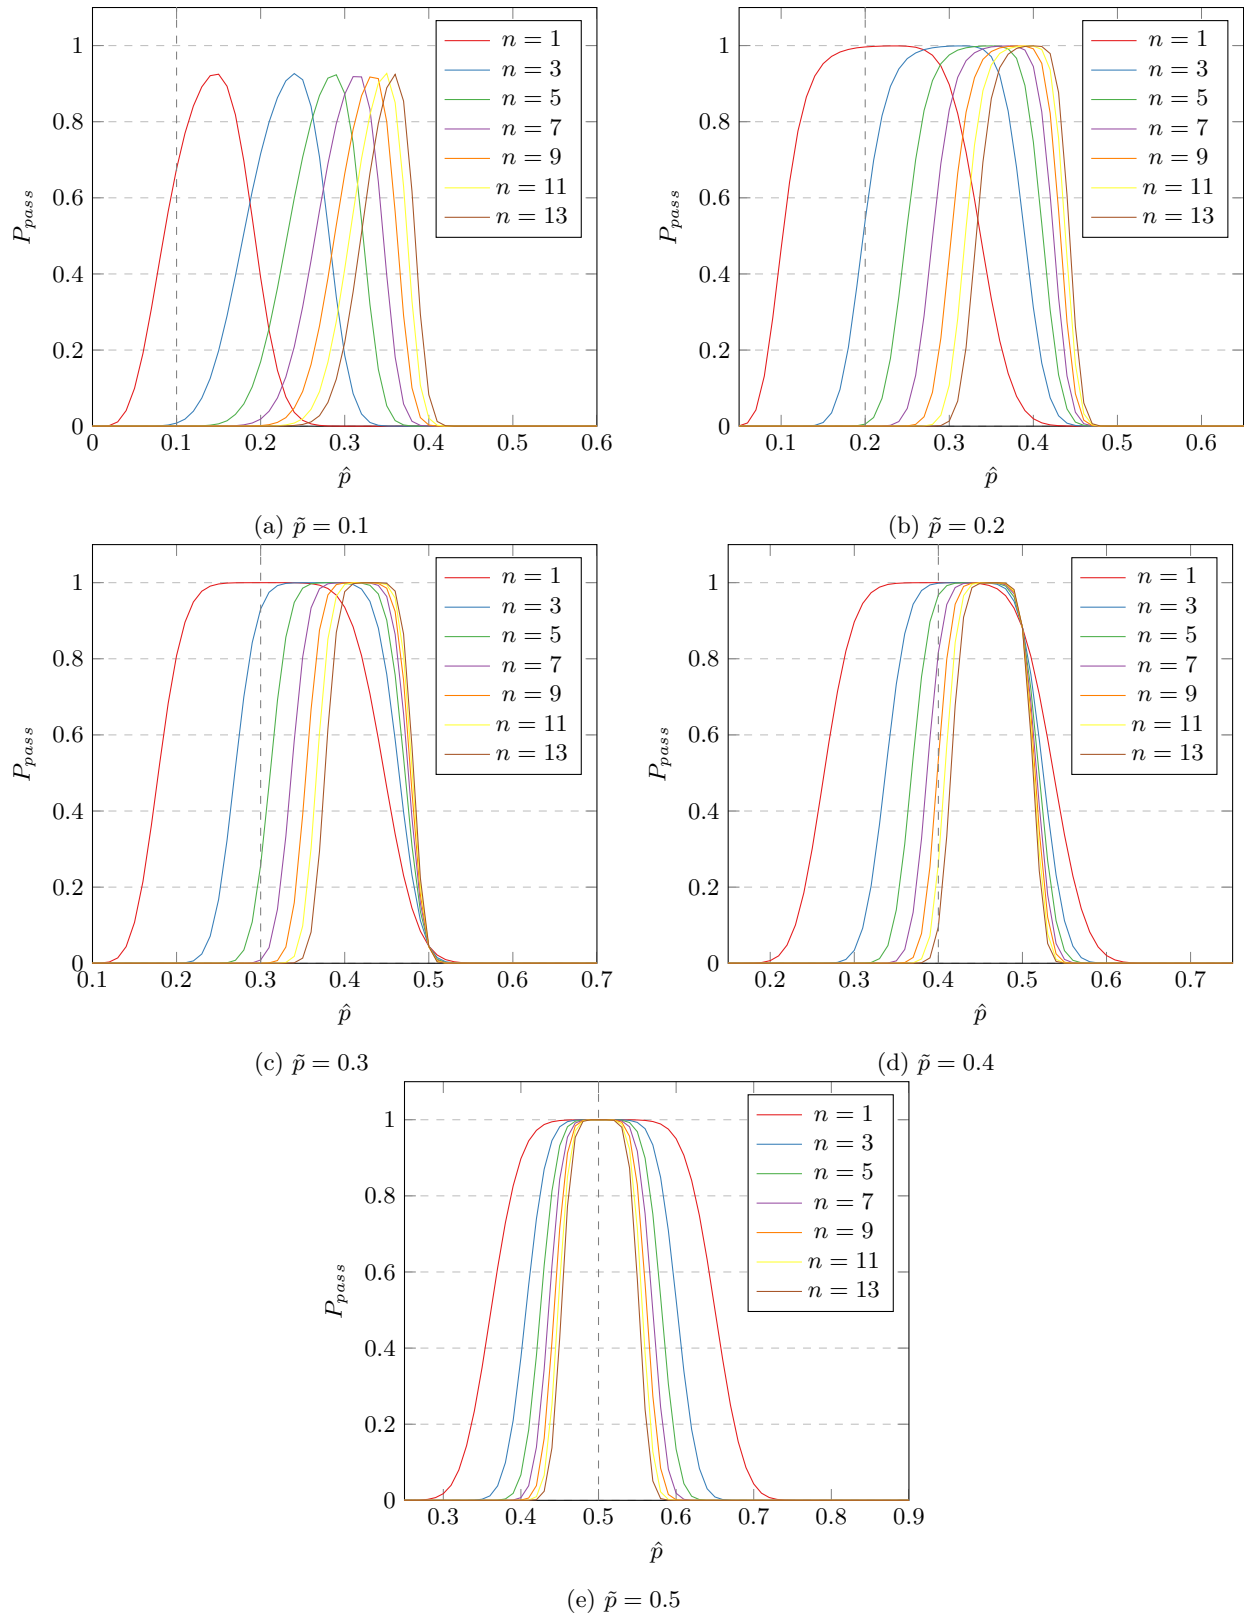 1
0.8
0.6
0.4
0.2
0
P_pass
0 0.1 0.2 0.3 0.4 0.5 0.6
p̂
n = 1
n = 3
n = 5
n = 7
n = 9
n = 11
n = 13
(a) p̃ = 0.1
1
0.8
0.6
0.4
0.2
0
P_pass
0.1 0.2 0.3 0.4 0.5 0.6
p̂
n = 1
n = 3
n = 5
n = 7
n = 9
n = 11
n = 13
(b) p̃ = 0.2
1
0.8
0.6
0.4
0.2
0
P_pass
0.1 0.2 0.3 0.4 0.5 0.6 0.7
p̂
n = 1
n = 3
n = 5
n = 7
n = 9
n = 11
n = 13
(c) p̃ = 0.3
1
0.8
0.6
0.4
0.2
0
P_pass
0.2 0.3 0.4 0.5 0.6 0.7
p̂
n = 1
n = 3
n = 5
n = 7
n = 9
n = 11
n = 13
(d) p̃ = 0.4
1
0.8
0.6
0.4
0.2
0
P_pass
0.3 0.4 0.5 0.6 0.7 0.8 0.9
p̂
n = 1
n = 3
n = 5
n = 7
n = 9
n = 11
n = 13
(e) p̃ = 0.5